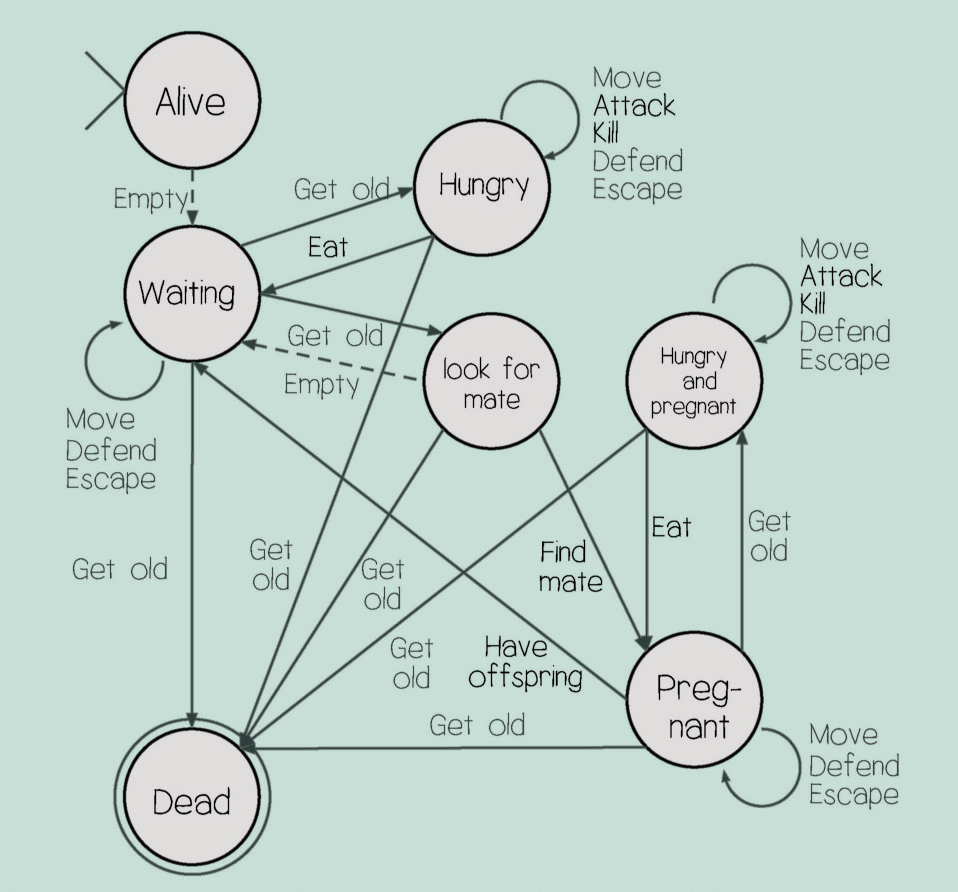 Alive
Empty
Get old
Hungry
Move
Attack
Kill
Defend
Escape
Eat
Waiting
Get old
Empty
look for
mate
Hungry
and
pregnant
Move
Attack
Kill
Defend
Escape
Move
Defend
Escape
Get old
Get
old
Get
old
Get
old
Find
mate
Eat
Get
old
Have
offspring
Preg-
nant
Get old
Move
Defend
Escape
Dead